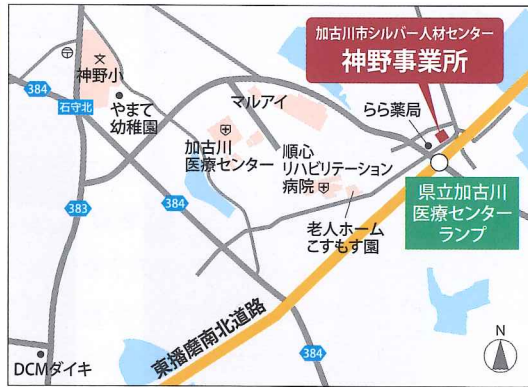 加古川市シルバー人材センター
神野事業所
〒
文
神野小
384
石守北
やまて
幼稚園
マルアイ
らら薬局
加古川
医療センター
順心
リハビリテーション
病院
県立加古川
医療センター
ランプ
383
384
老人ホーム
こすもす園
東播磨南北道路
384
DCMダイキ
N